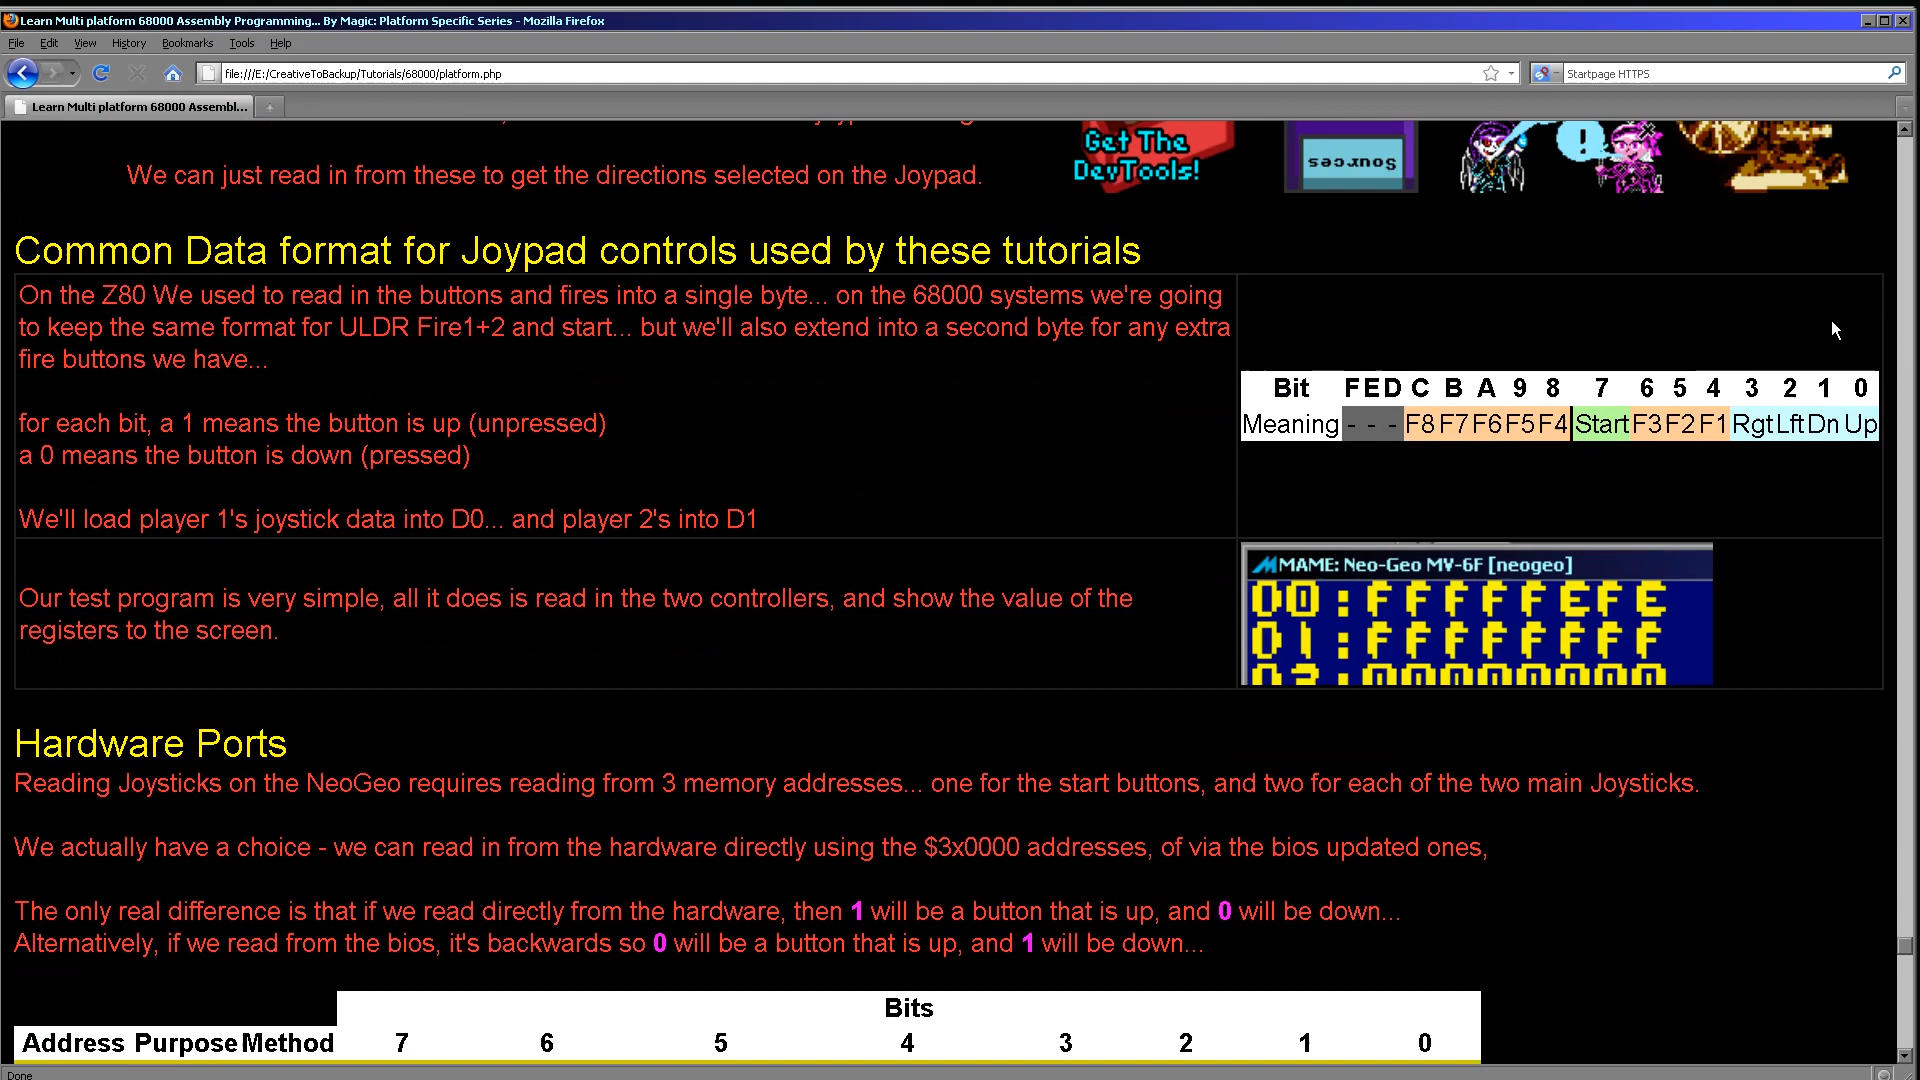 Learn Multi platform 68000 Assembly Programming... By Magic: Platform Specific Series - Mozilla Firefox
File Edit View History Bookmarks Tools Help
file:///E:/CreativeToBackup/Tutorials/68000/platform.php
Startpage HTTPS
Learn Multi platform 68000 Assembl...
Get The
DevTools!
Sources
We can just read in from these to get the directions selected on the Joypad.
Common Data format for Joypad controls used by these tutorials
On the Z80 We used to read in the buttons and fires into a single byte... on the 68000 systems we're going
to keep the same format for ULDR Fire1+2 and start... but we'll also extend into a second byte for any extra
fire buttons we have...
for each bit, a 1 means the button is up (unpressed)
a 0 means the button is down (pressed)
We'll load player 1's joystick data into D0... and player 2's into D1
Bit F E D C B A 9 8 7 6 5 4 3 2 1 0
Meaning - - - F8 F7 F6 F5 F4 Start F3 F2 F1 Rgt Lft Dn Up
Our test program is very simple, all it does is read in the two controllers, and show the value of the
registers to the screen.
MAME: Neo-Geo MV-6F [neogeo]
D0:FFFFFEFE
D1:FFFFFFFF
Hardware Ports
Reading Joysticks on the NeoGeo requires reading from 3 memory addresses... one for the start buttons, and two for each of the two main Joysticks.
We actually have a choice - we can read in from the hardware directly using the $3x0000 addresses, of via the bios updated ones,
The only real difference is that if we read directly from the hardware, then 1 will be a button that is up, and 0 will be down...
Alternatively, if we read from the bios, it's backwards so 0 will be a button that is up, and 1 will be down...
Bits
Address Purpose Method 7 6 5 4 3 2 1 0
Done